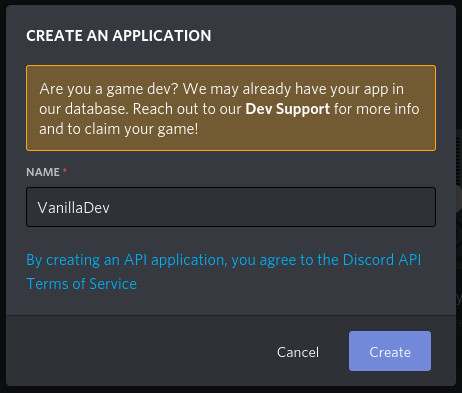 CREATE AN APPLICATION
Are you a game dev? We may already have your app in
our database. Reach out to our Dev Support for more info
and to claim your game!
NAME *
VanillaDev
By creating an API application, you agree to the Discord API
Terms of Service
Cancel
Create